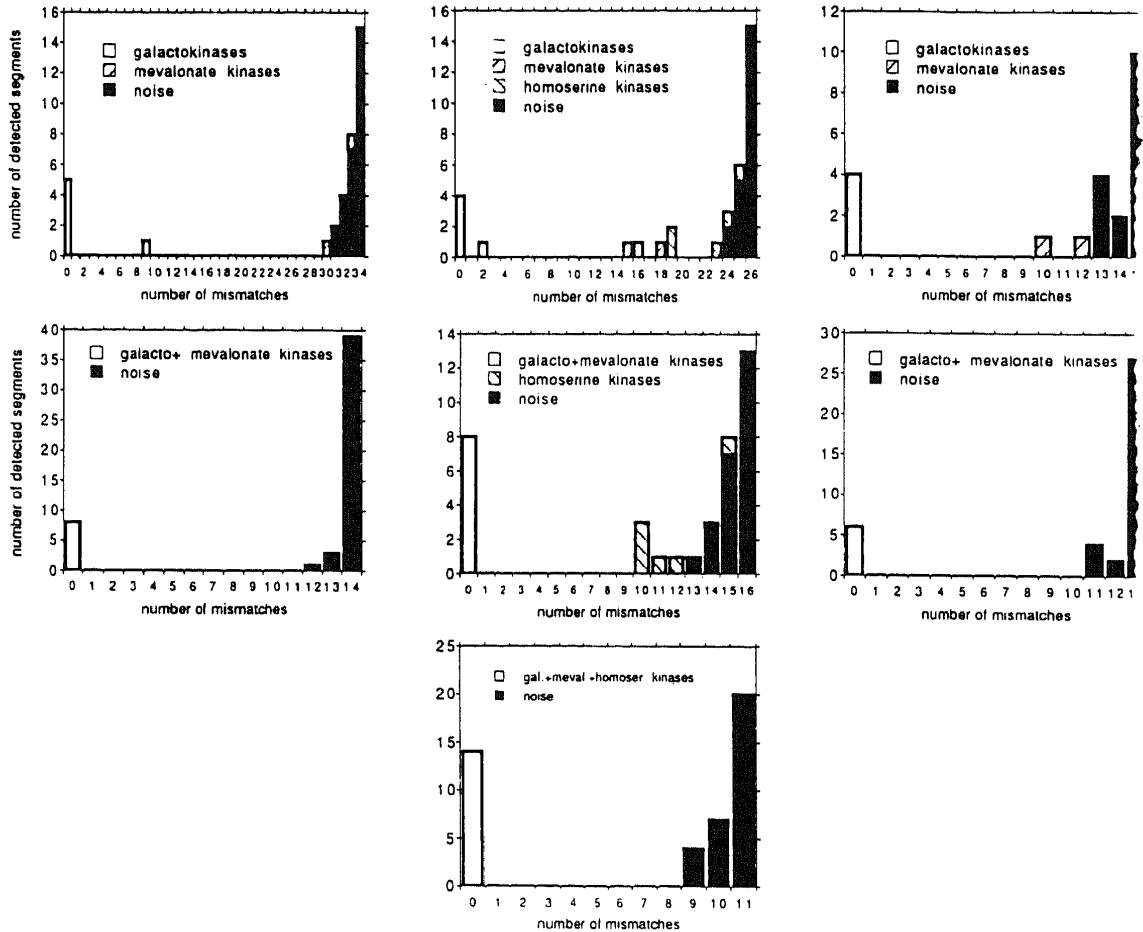 16
14
12
10
8
6
4
2
0
number of detected segments
galactokinases
mevalonate kinases
noise
0 2 4 6 8 10 12 14 16 18 20 22 24 26 28 30 32 34
number of mismatches
16
14
12
10
8
6
4
2
0
galactokinases
mevalonate kinases
homoserine kinases
noise
0 2 4 6 8 10 12 14 16 18 20 22 24 26
number of mismatches
12
10
8
6
4
2
0
galactokinases
mevalonate kinases
noise
0 1 2 3 4 5 6 7 8 9 10 11 12 13 14
number of mismatches
40
35
30
25
20
15
10
5
0
number of detected segments
galacto+ mevalonate kinases
noise
0 1 2 3 4 5 6 7 8 9 10 11 12 13 14
number of mismatches
14
12
10
8
6
4
2
0
galacto+mevalonate kinases
homoserine kinases
noise
0 1 2 3 4 5 6 7 8 9 10 11 12 13 14 15 16
number of mismatches
30
25
20
15
10
5
0
galacto+ mevalonate kinases
noise
0 1 2 3 4 5 6 7 8 9 10 11 12 1
number of mismatches
25
20
15
10
5
0
gal.+meval +homoser kinases
noise
0 1 2 3 4 5 6 7 8 9 10 11
number of mismatches